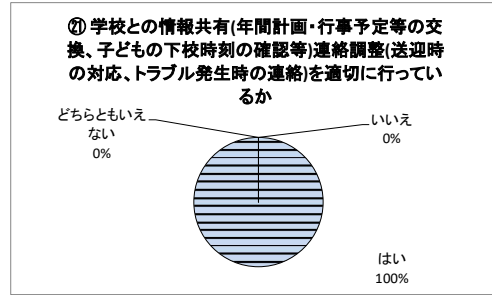 ㉑ 学校との情報共有(年間計画・行事予定等の交
換、子どもの下校時刻の確認等)連絡調整(送迎時
の対応、トラブル発生時の連絡)を適切に行ってい
るか
どちらともいえ
ない
0%
いいえ
0%
はい
100%